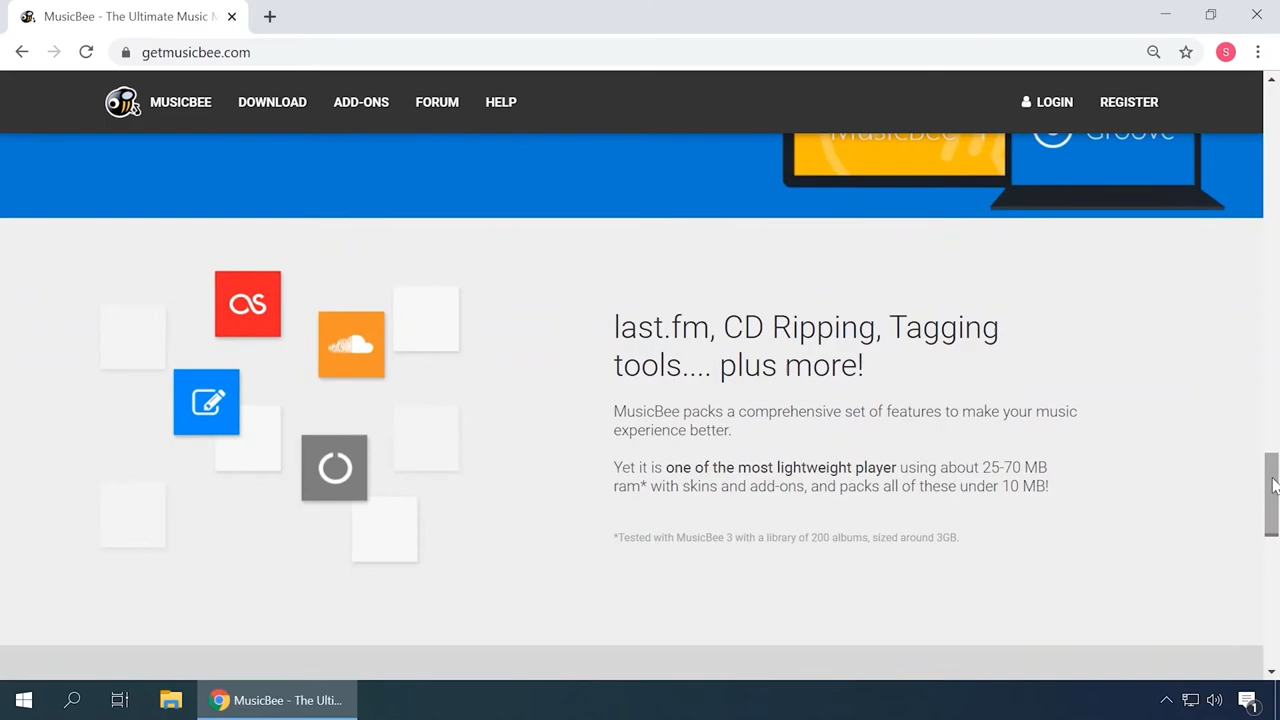 MusicBee - The Ultimate Music M
getmusicbee.com
S
MUSICBEE
DOWNLOAD
ADD-ONS
FORUM
HELP
LOGIN
REGISTER
MusicBee
Groove
last.fm, CD Ripping, Tagging
tools.... plus more!
MusicBee packs a comprehensive set of features to make your music
experience better.
Yet it is one of the most lightweight player using about 25-70 MB
ram* with skins and add-ons, and packs all of these under 10 MB!
*Tested with MusicBee 3 with a library of 200 albums, sized around 3GB.
MusicBee - The Ulti...
1